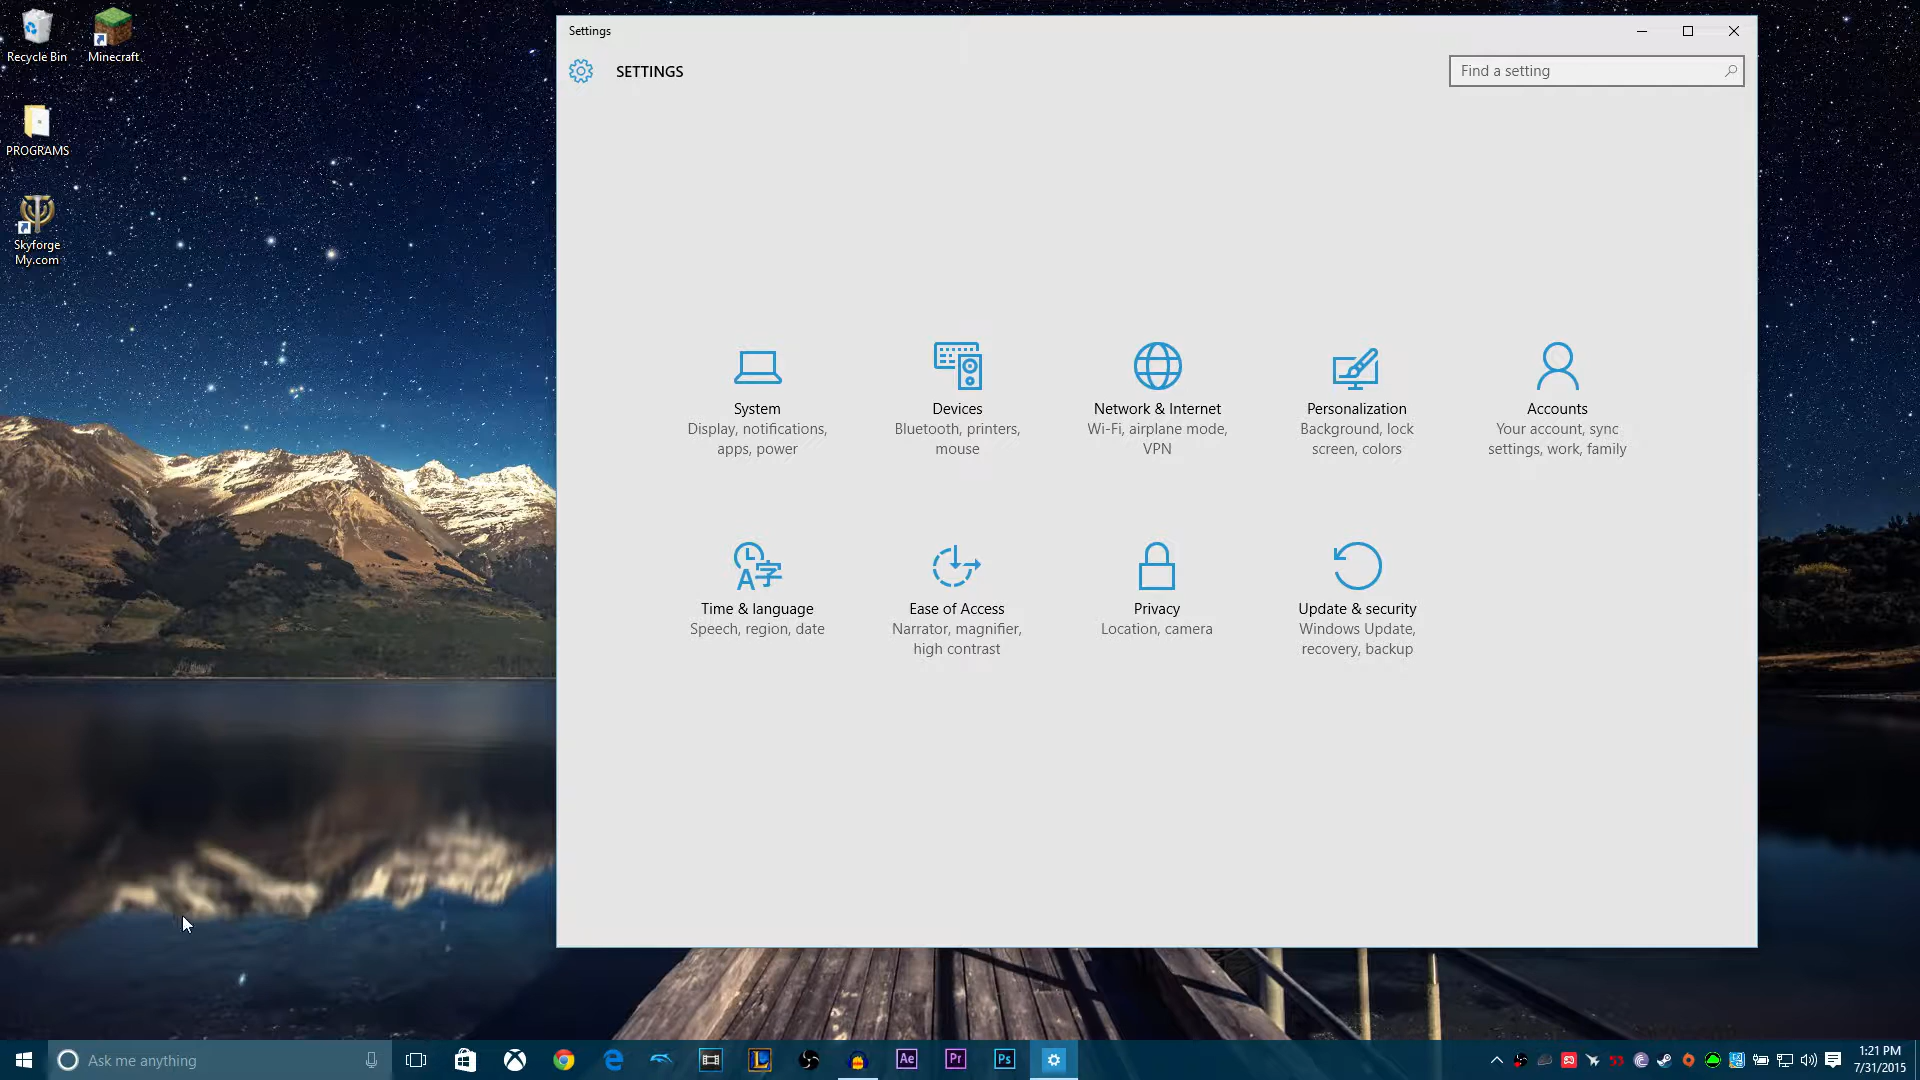 Recycle Bin
Minecraft
PROGRAMS
Skyforge
My.com
Settings
SETTINGS
Find a setting
System
Display, notifications,
apps, power
Devices
Bluetooth, printers,
mouse
Network & Internet
Wi-Fi, airplane mode,
VPN
Personalization
Background, lock
screen, colors
Accounts
Your account, sync
settings, work, family
Time & language
Speech, region, date
Ease of Access
Narrator, magnifier,
high contrast
Privacy
Location, camera
Update & security
Windows Update,
recovery, backup
Ask me anything
Ae
Pr
Ps
53
1:21 PM
7/31/2015